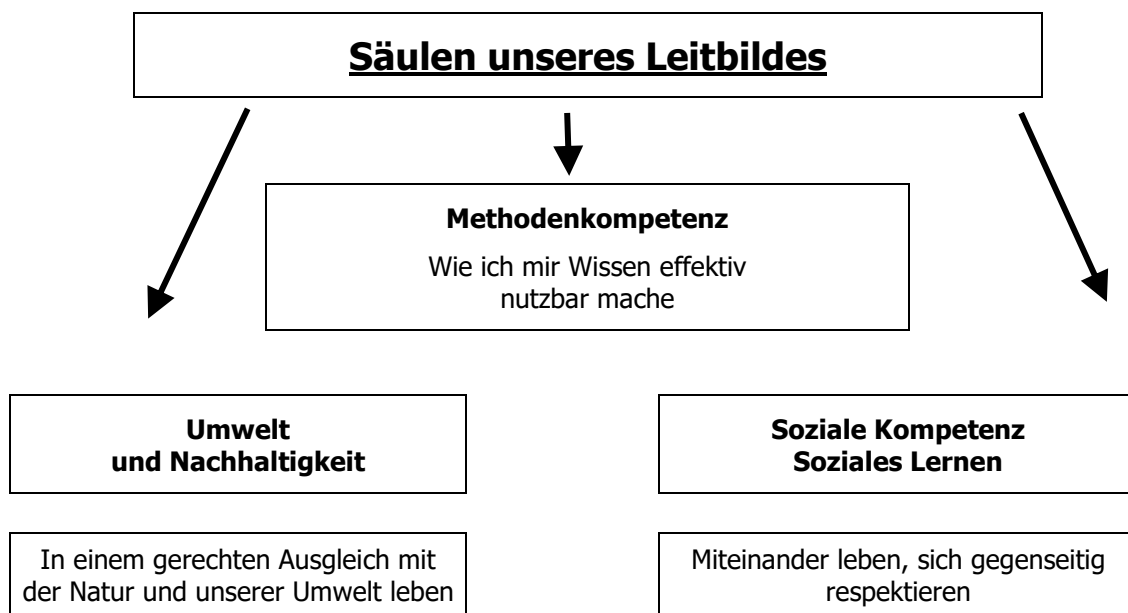 Säulen unseres Leitbildes
Methodenkompetenz
Wie ich mir Wissen effektiv
nutzbar mache
Umwelt
und Nachhaltigkeit
In einem gerechten Ausgleich mit
der Natur und unserer Umwelt leben
Soziale Kompetenz
Soziales Lernen
Miteinander leben, sich gegenseitig
respektieren